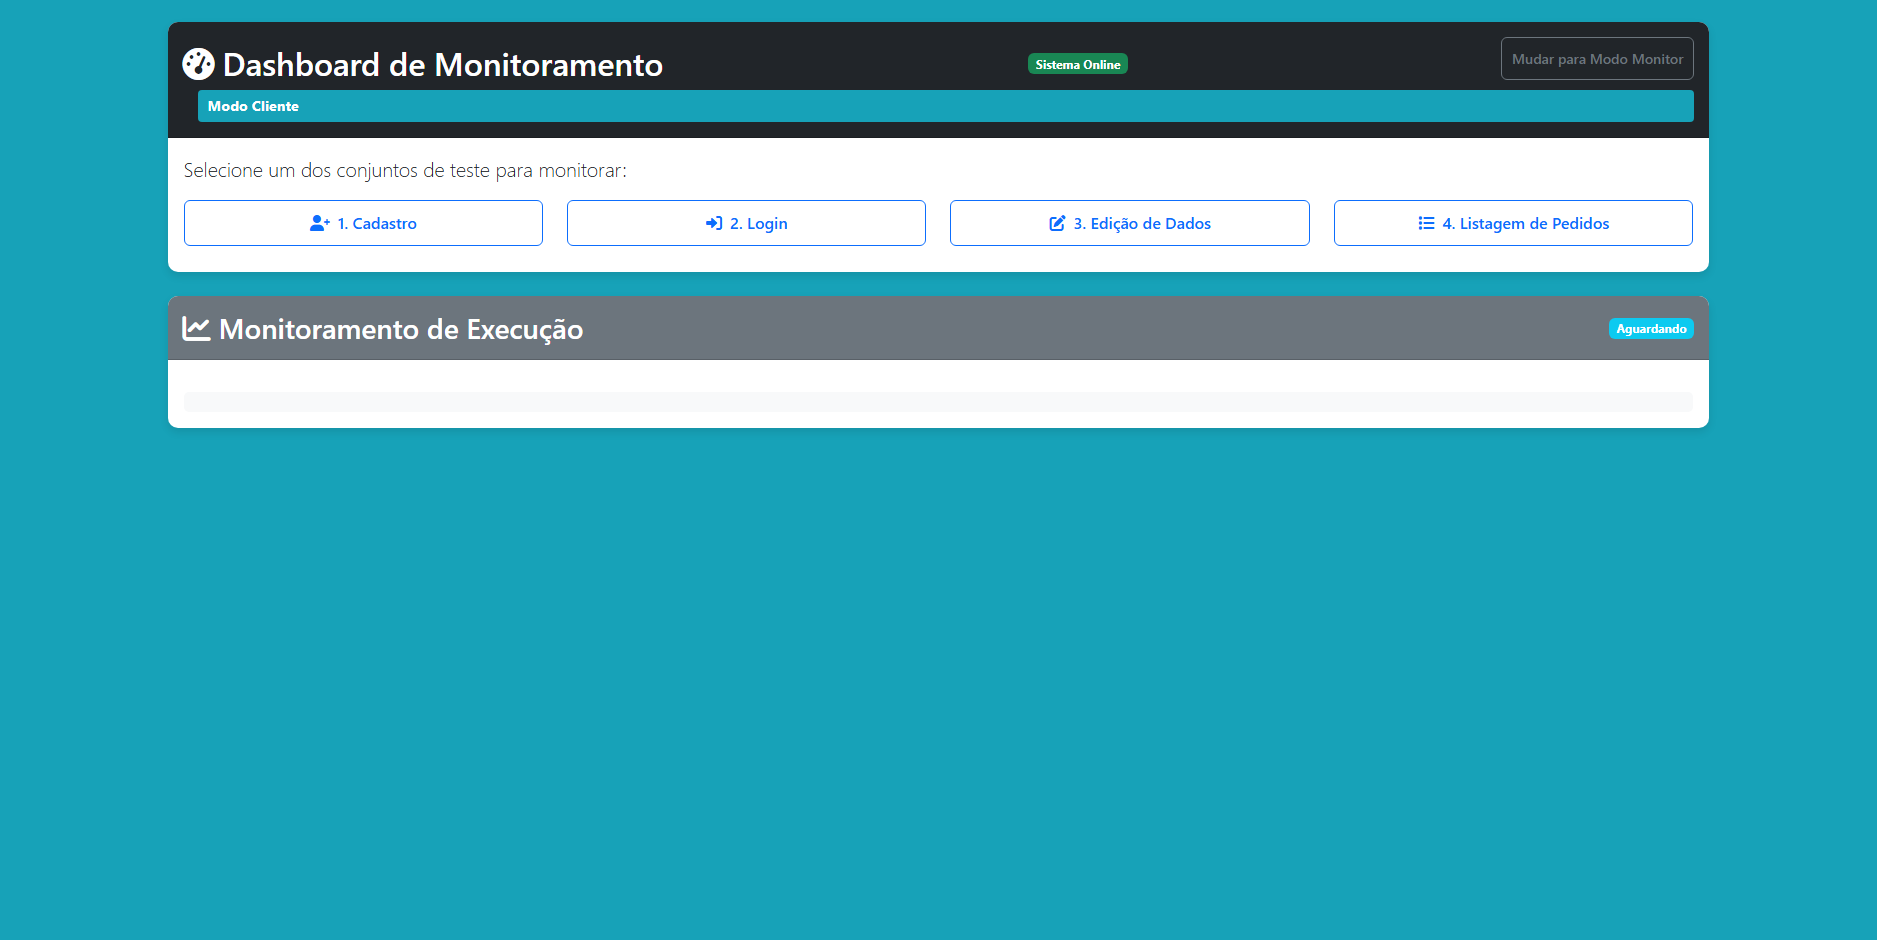 Dashboard de Monitoramento
Sistema Online
Mudar para Modo Monitor
Modo Cliente
Selecione um dos conjuntos de teste para monitorar:
1. Cadastro
2. Login
3. Edição de Dados
4. Listagem de Pedidos
Monitoramento de Execução
Aguardando